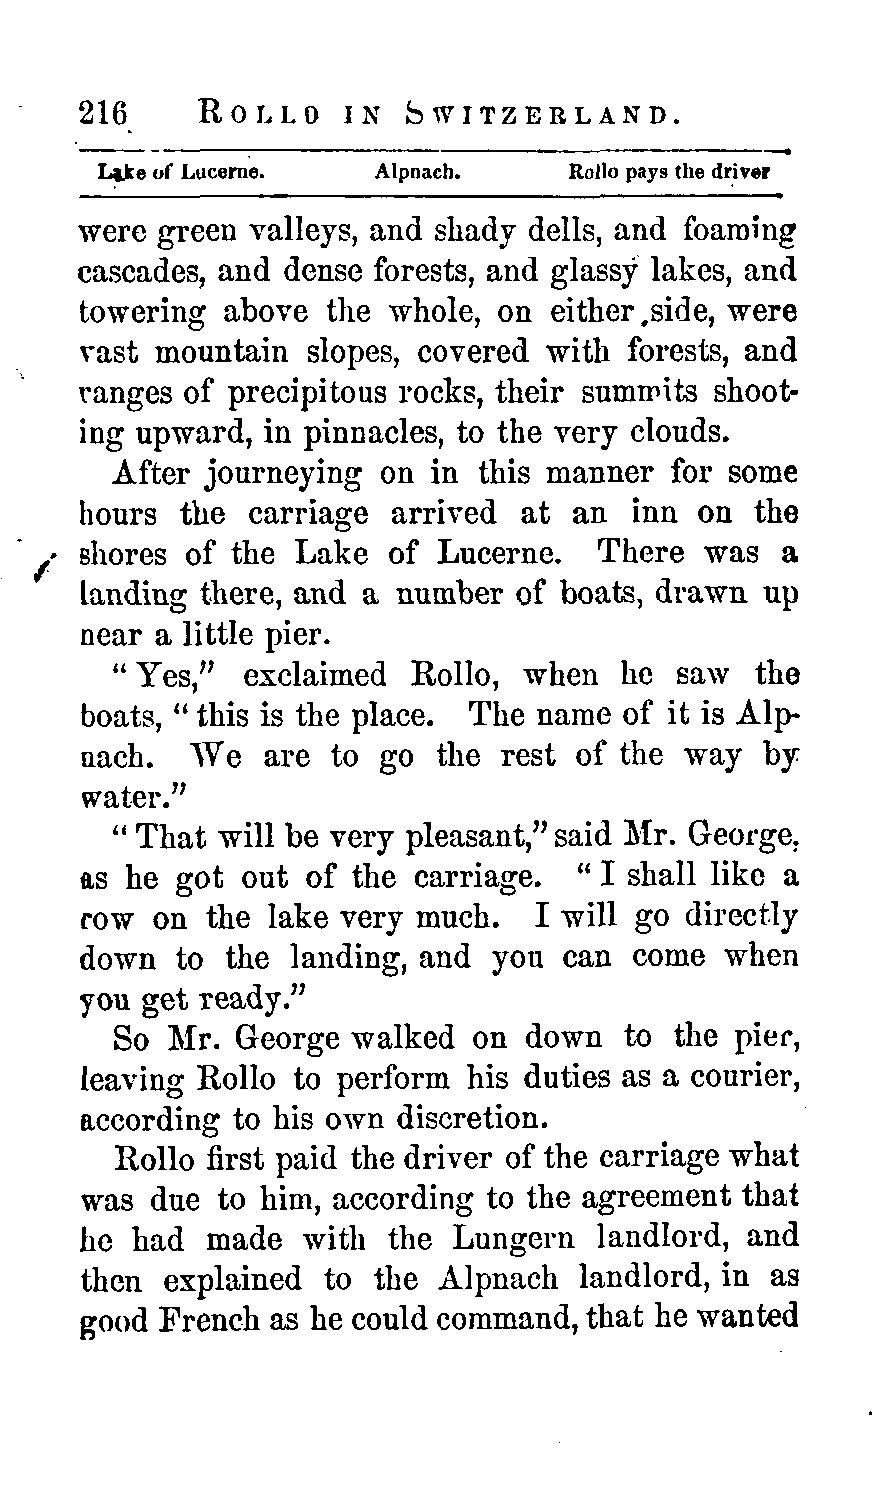 216 ROLLO IN SWITZERLAND.
Lake of Lucerne. Alpnach. Rollo pays the driver
were green valleys, and shady dells, and foaming
cascades, and dense forests, and glassy lakes, and
towering above the whole, on either side, were
vast mountain slopes, covered with forests, and
ranges of precipitous rocks, their summits shoot-
ing upward, in pinnacles, to the very clouds.
After journeying on in this manner for some
hours the carriage arrived at an inn on the
shores of the Lake of Lucerne. There was a
landing there, and a number of boats, drawn up
near a little pier.
“Yes,” exclaimed Rollo, when he saw the
boats, “this is the place. The name of it is Alp-
nach. We are to go the rest of the way by
water.”
“That will be very pleasant,” said Mr. George,
as he got out of the carriage. “I shall like a
row on the lake very much. I will go directly
down to the landing, and you can come when
you get ready.”
So Mr. George walked on down to the pier,
leaving Rollo to perform his duties as a courier,
according to his own discretion.
Rollo first paid the driver of the carriage what
was due to him, according to the agreement that
he had made with the Lungern landlord, and
then explained to the Alpnach landlord, in as
good French as he could command, that he wanted